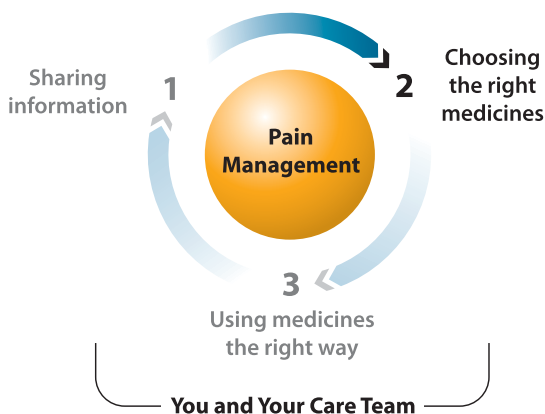 Sharing
information
1
2
Choosing
the right
medicines
Pain
Management
3
Using medicines
the right way
You and Your Care Team